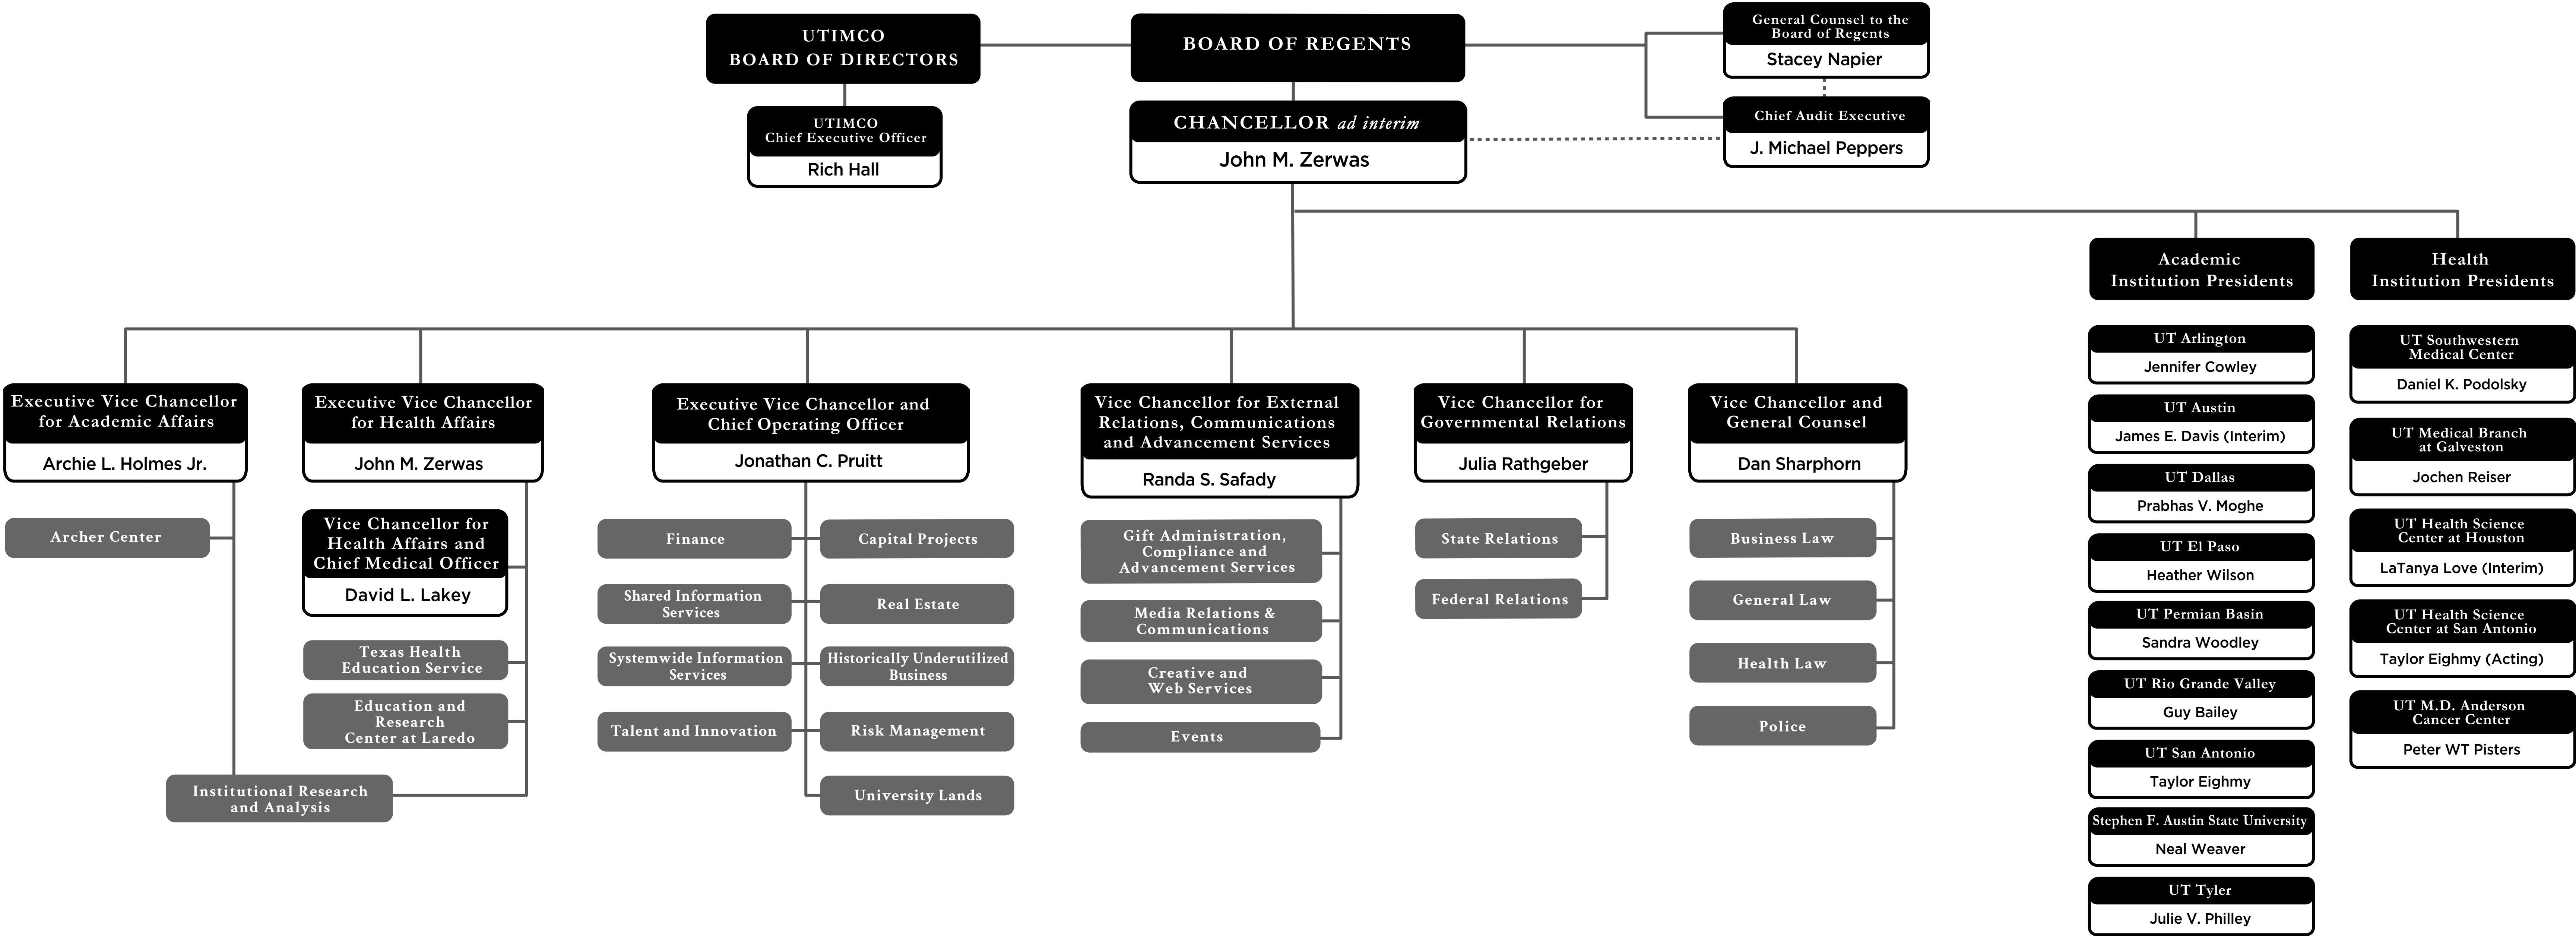 UTIMCO
BOARD OF DIRECTORS
UTIMCO
Chief Executive Officer
Rich Hall
BOARD OF REGENTS
CHANCELLOR ad interim
John M. Zerwas
General Counsel to the
Board of Regents
Stacey Napier
Chief Audit Executive
J. Michael Peppers
Executive Vice Chancellor
for Academic Affairs
Archie L. Holmes Jr.
Archer Center
Executive Vice Chancellor
for Health Affairs
John M. Zerwas
Vice Chancellor for
Health Affairs and
Chief Medical Officer
David L. Lakey
Texas Health
Education Service
Education and
Research
Center at Laredo
Institutional Research
and Analysis
Executive Vice Chancellor and
Chief Operating Officer
Jonathan C. Pruitt
Finance
Capital Projects
Shared Information
Services
Real Estate
Systemwide Information
Services
Historically Underutilized
Business
Talent and Innovation
Risk Management
University Lands
Vice Chancellor for External
Relations, Communications
and Advancement Services
Randa S. Safady
Gift Administration,
Compliance and
Advancement Services
Media Relations &
Communications
Creative and
Web Services
Events
Vice Chancellor for
Governmental Relations
Julia Rathgeber
State Relations
Federal Relations
Vice Chancellor and
General Counsel
Dan Sharphorn
Business Law
General Law
Health Law
Police
Academic
Institution Presidents
UT Arlington
Jennifer Cowley
UT Austin
James E. Davis (Interim)
UT Dallas
Prabhas V. Moghe
UT El Paso
Heather Wilson
UT Permian Basin
Sandra Woodley
UT Rio Grande Valley
Guy Bailey
UT San Antonio
Taylor Eighmy
Stephen F. Austin State University
Neal Weaver
UT Tyler
Julie V. Philley
Health
Institution Presidents
UT Southwestern
Medical Center
Daniel K. Podolsky
UT Medical Branch
at Galveston
Jochen Reiser
UT Health Science
Center at Houston
LaTanya Love (Interim)
UT Health Science
Center at San Antonio
Taylor Eighmy (Acting)
UT M.D. Anderson
Cancer Center
Peter WT Pisters